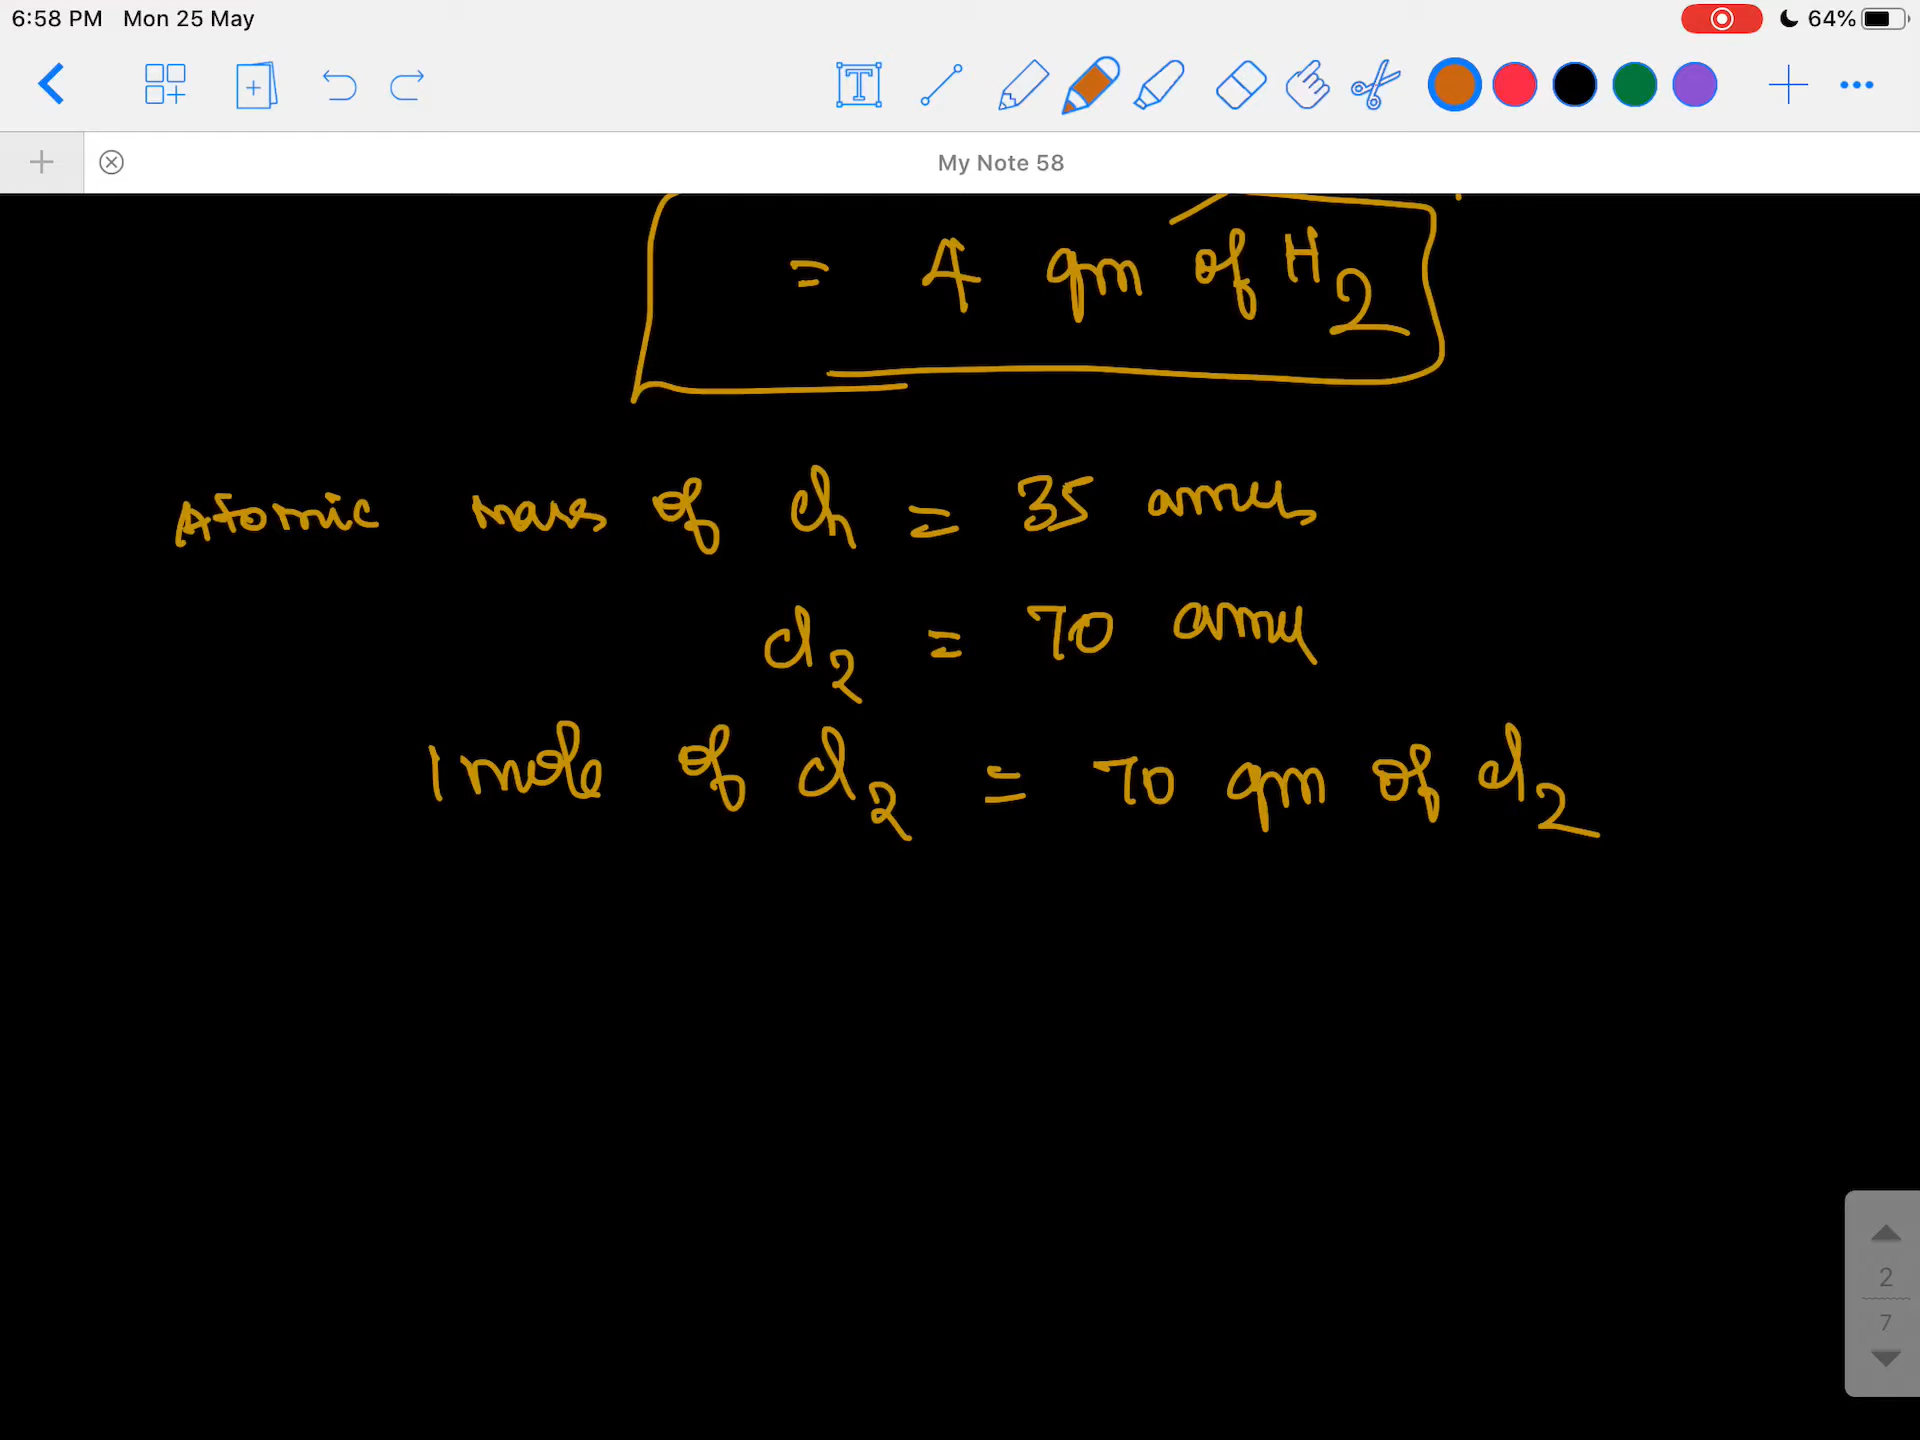 6:58 PM Mon 25 May 64%
My Note 58
= 4 gm of H2
Atomic mass of Ch = 35 amu
Cl2 = 70 amu
1 mole of Cl2 = 70 gm of Cl2
2
7